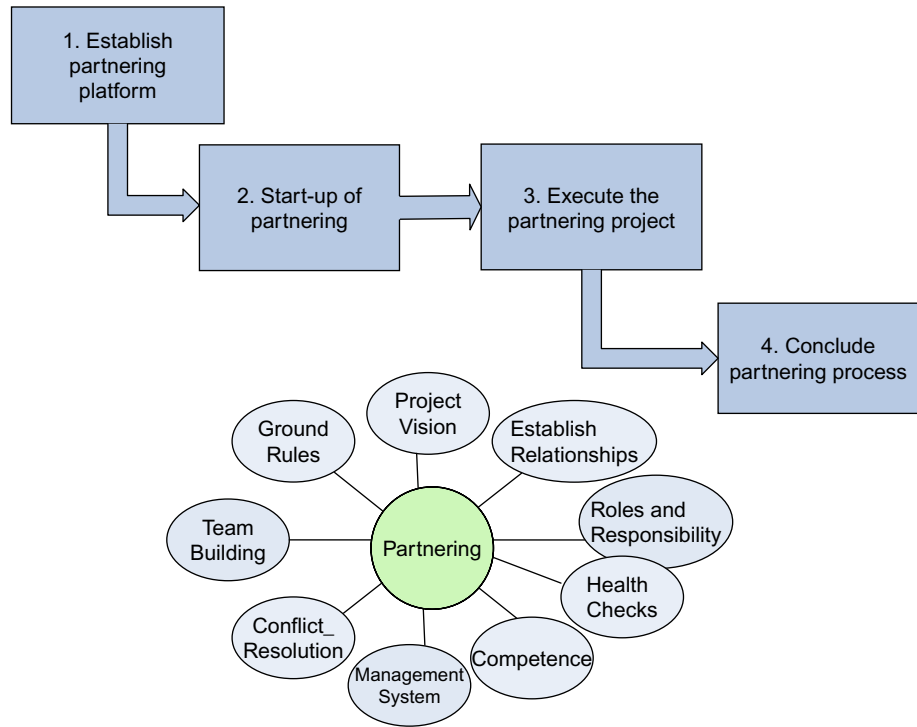 1. Establish
partnering
platform
2. Start-up of
partnering
3. Execute the
partnering project
4. Conclude
partnering process
Project
Vision
Ground
Rules
Establish
Relationships
Team
Building
Partnering
Roles and
Responsibility
Health
Checks
Conflict_
Resolution
Management
System
Competence